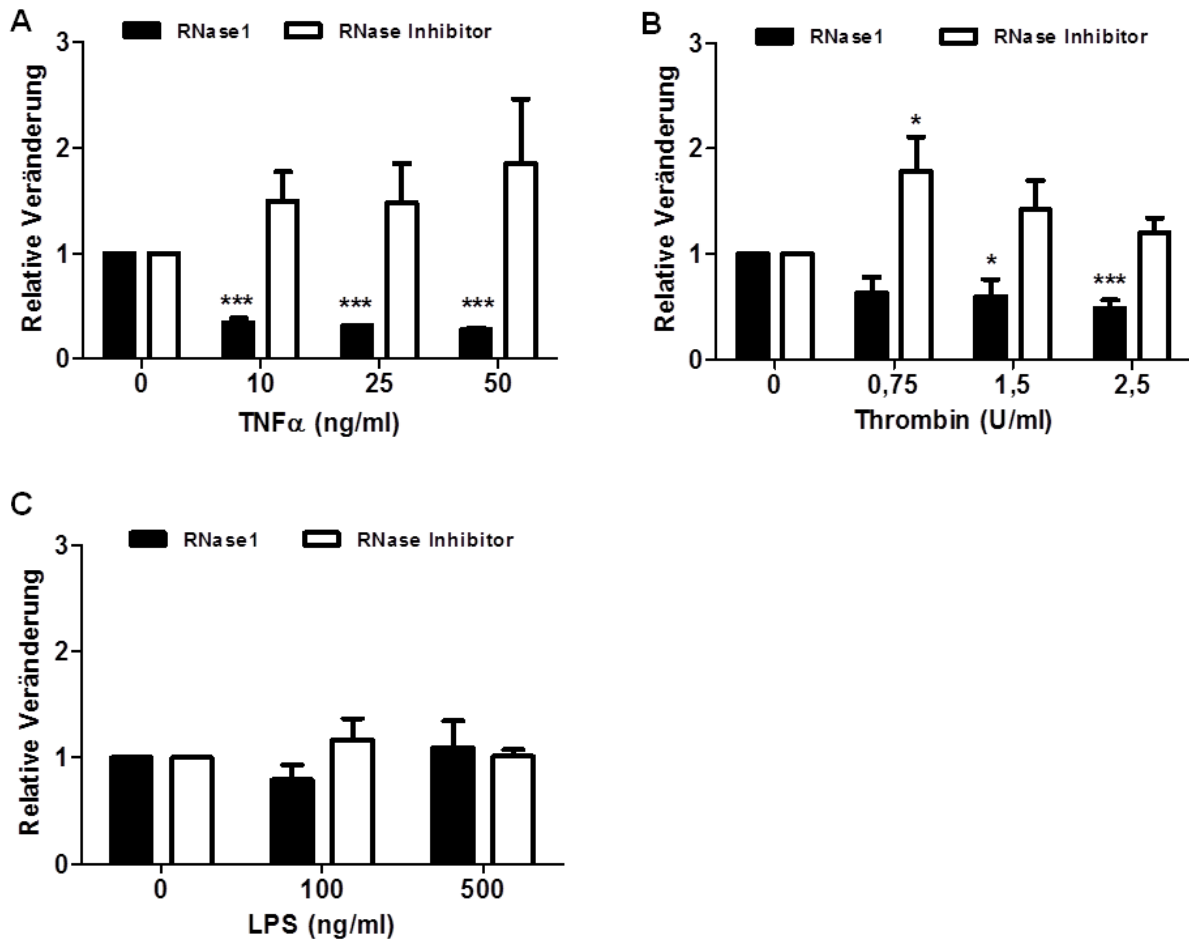 A
RNase1 RNase Inhibitor
Relative Veränderung
3
2
1
0
*** *** ***
0 10 25 50
TNFα (ng/ml)
B
RNase1 RNase Inhibitor
Relative Veränderung
3
2
1
0
*
*
***
0 0,75 1,5 2,5
Thrombin (U/ml)
C
RNase1 RNase Inhibitor
Relative Veränderung
3
2
1
0
0 100 500
LPS (ng/ml)